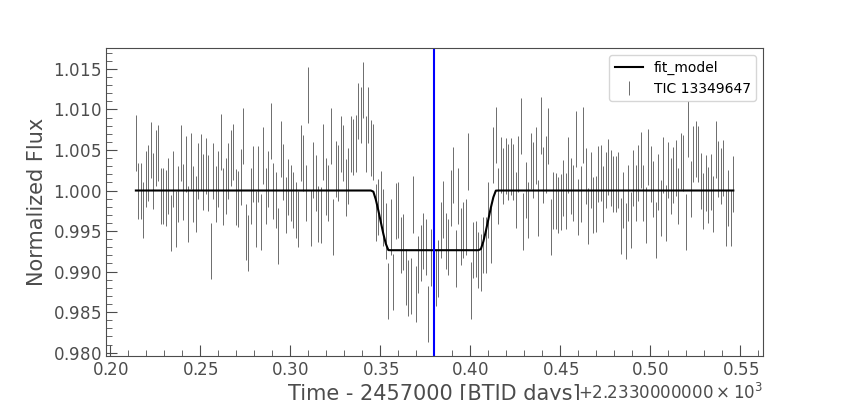 1.015
1.010
1.005
1.000
0.995
0.990
0.985
0.980
Normalized Flux
fit_model
TIC 13349647
0.20 0.25 0.30 0.35 0.40 0.45 0.50 0.55
Time - 2457000 [BTJD days]
+2.2330000000 × 10³